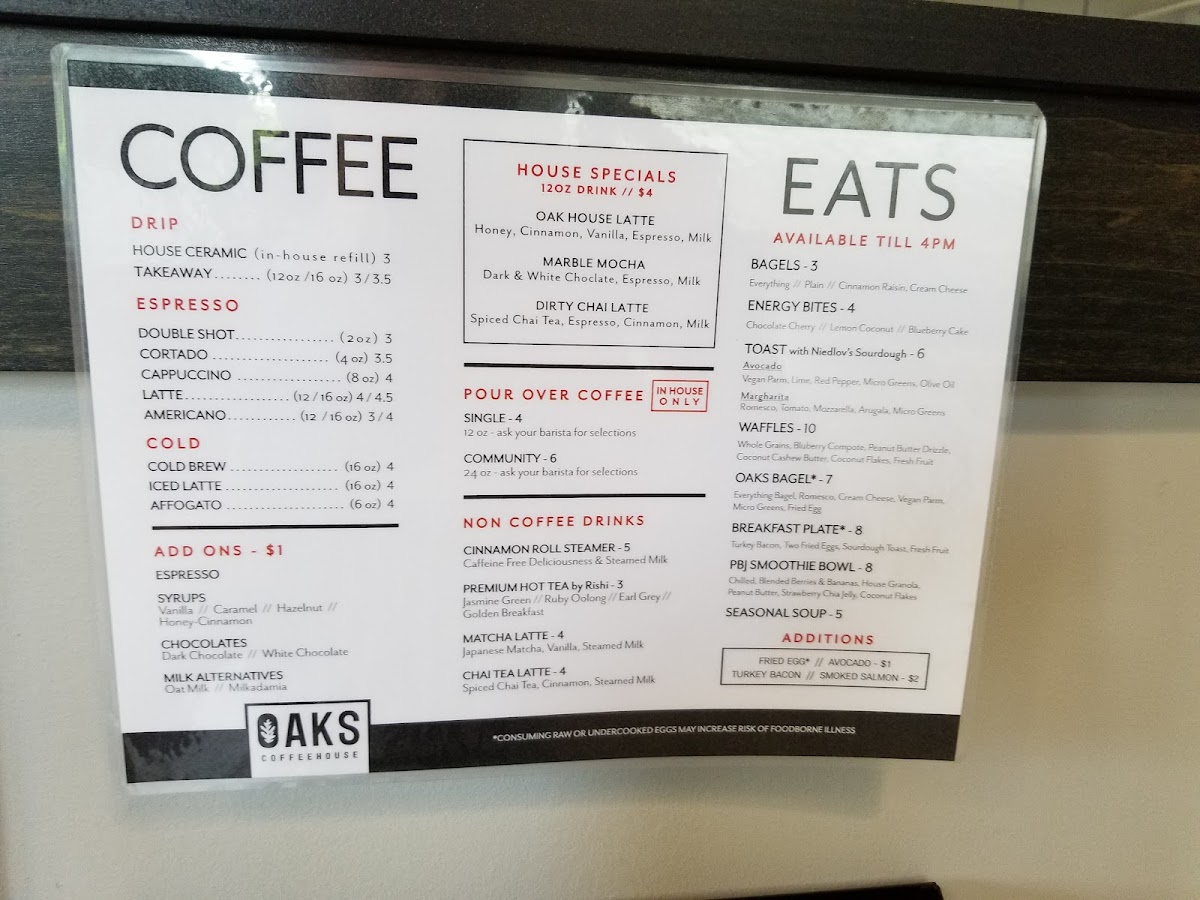 COFFEE
DRIP
HOUSE CERAMIC (in-house refill) 3
TAKEAWAY........ (12oz /16 oz) 3/3.5
ESPRESSO
DOUBLE SHOT................. (2oz) 3
CORTADO .................... (4 oz) 3.5
CAPPUCCINO .................. (8 oz) 4
LATTE.................. (12 / 16 oz) 4 / 4.5
AMERICANO............ (12 / 16 oz) 3 / 4
COLD
COLD BREW ................... (16 oz) 4
ICED LATTE .................... (16 oz) 4
AFFOGATO ..................... (6 oz) 4
ADD ONS - $1
ESPRESSO
SYRUPS
Vanilla // Caramel // Hazelnut //
Honey-Cinnamon
CHOCOLATES
Dark Chocolate // White Chocolate
MILK ALTERNATIVES
Oat Milk // Milkadamia
OAKS
COFFEEHOUSE
HOUSE SPECIALS
12OZ DRINK // $4
OAK HOUSE LATTE
Honey, Cinnamon, Vanilla, Espresso, Milk
MARBLE MOCHA
Dark & White Choclate, Espresso, Milk
DIRTY CHAI LATTE
Spiced Chai Tea, Espresso, Cinnamon, Milk
POUR OVER COFFEE
IN HOUSE
ONLY
SINGLE - 4
12 oz - ask your barista for selections
COMMUNITY - 6
24 oz - ask your barista for selections
NON COFFEE DRINKS
CINNAMON ROLL STEAMER - 5
Caffeine Free Deliciousness & Steamed Milk
PREMIUM HOT TEA by Rishi - 3
Jasmine Green // Ruby Oolong // Earl Grey //
Golden Breakfast
MATCHA LATTE - 4
Japanese Matcha, Vanilla, Steamed Milk
CHAI TEA LATTE - 4
Spiced Chai Tea, Cinnamon, Steamed Milk
EATS
AVAILABLE TILL 4PM
BAGELS - 3
Everything // Plain // Cinnamon Raisin, Cream Cheese
ENERGY BITES - 4
Chocolate Cherry // Lemon Coconut // Blueberry Cake
TOAST with Niedlov's Sourdough - 6
Avocado
Vegan Parm, Lime, Red Pepper, Micro Greens, Olive Oil
Margharita
Romesco, Tomato, Mozzarella, Arugala, Micro Greens
WAFFLES - 10
Whole Grains, Bluberry Compote, Peanut Butter Drizzle,
Coconut Cashew Butter, Coconut Flakes, Fresh Fruit
OAKS BAGEL* - 7
Everything Bagel, Romesco, Cream Cheese, Vegan Parm,
Micro Greens, Fried Egg
BREAKFAST PLATE* - 8
Turkey Bacon, Two Fried Eggs, Sourdough Toast, Fresh Fruit
PBJ SMOOTHIE BOWL - 8
Chilled, Blended Berries & Bananas, House Granola,
Peanut Butter, Strawberry Chia Jelly, Coconut Flakes
SEASONAL SOUP - 5
ADDITIONS
FRIED EGG* // AVOCADO - $1
TURKEY BACON // SMOKED SALMON - $2
*CONSUMING RAW OR UNDERCOOKED EGGS MAY INCREASE RISK OF FOODBORNE ILLNESS